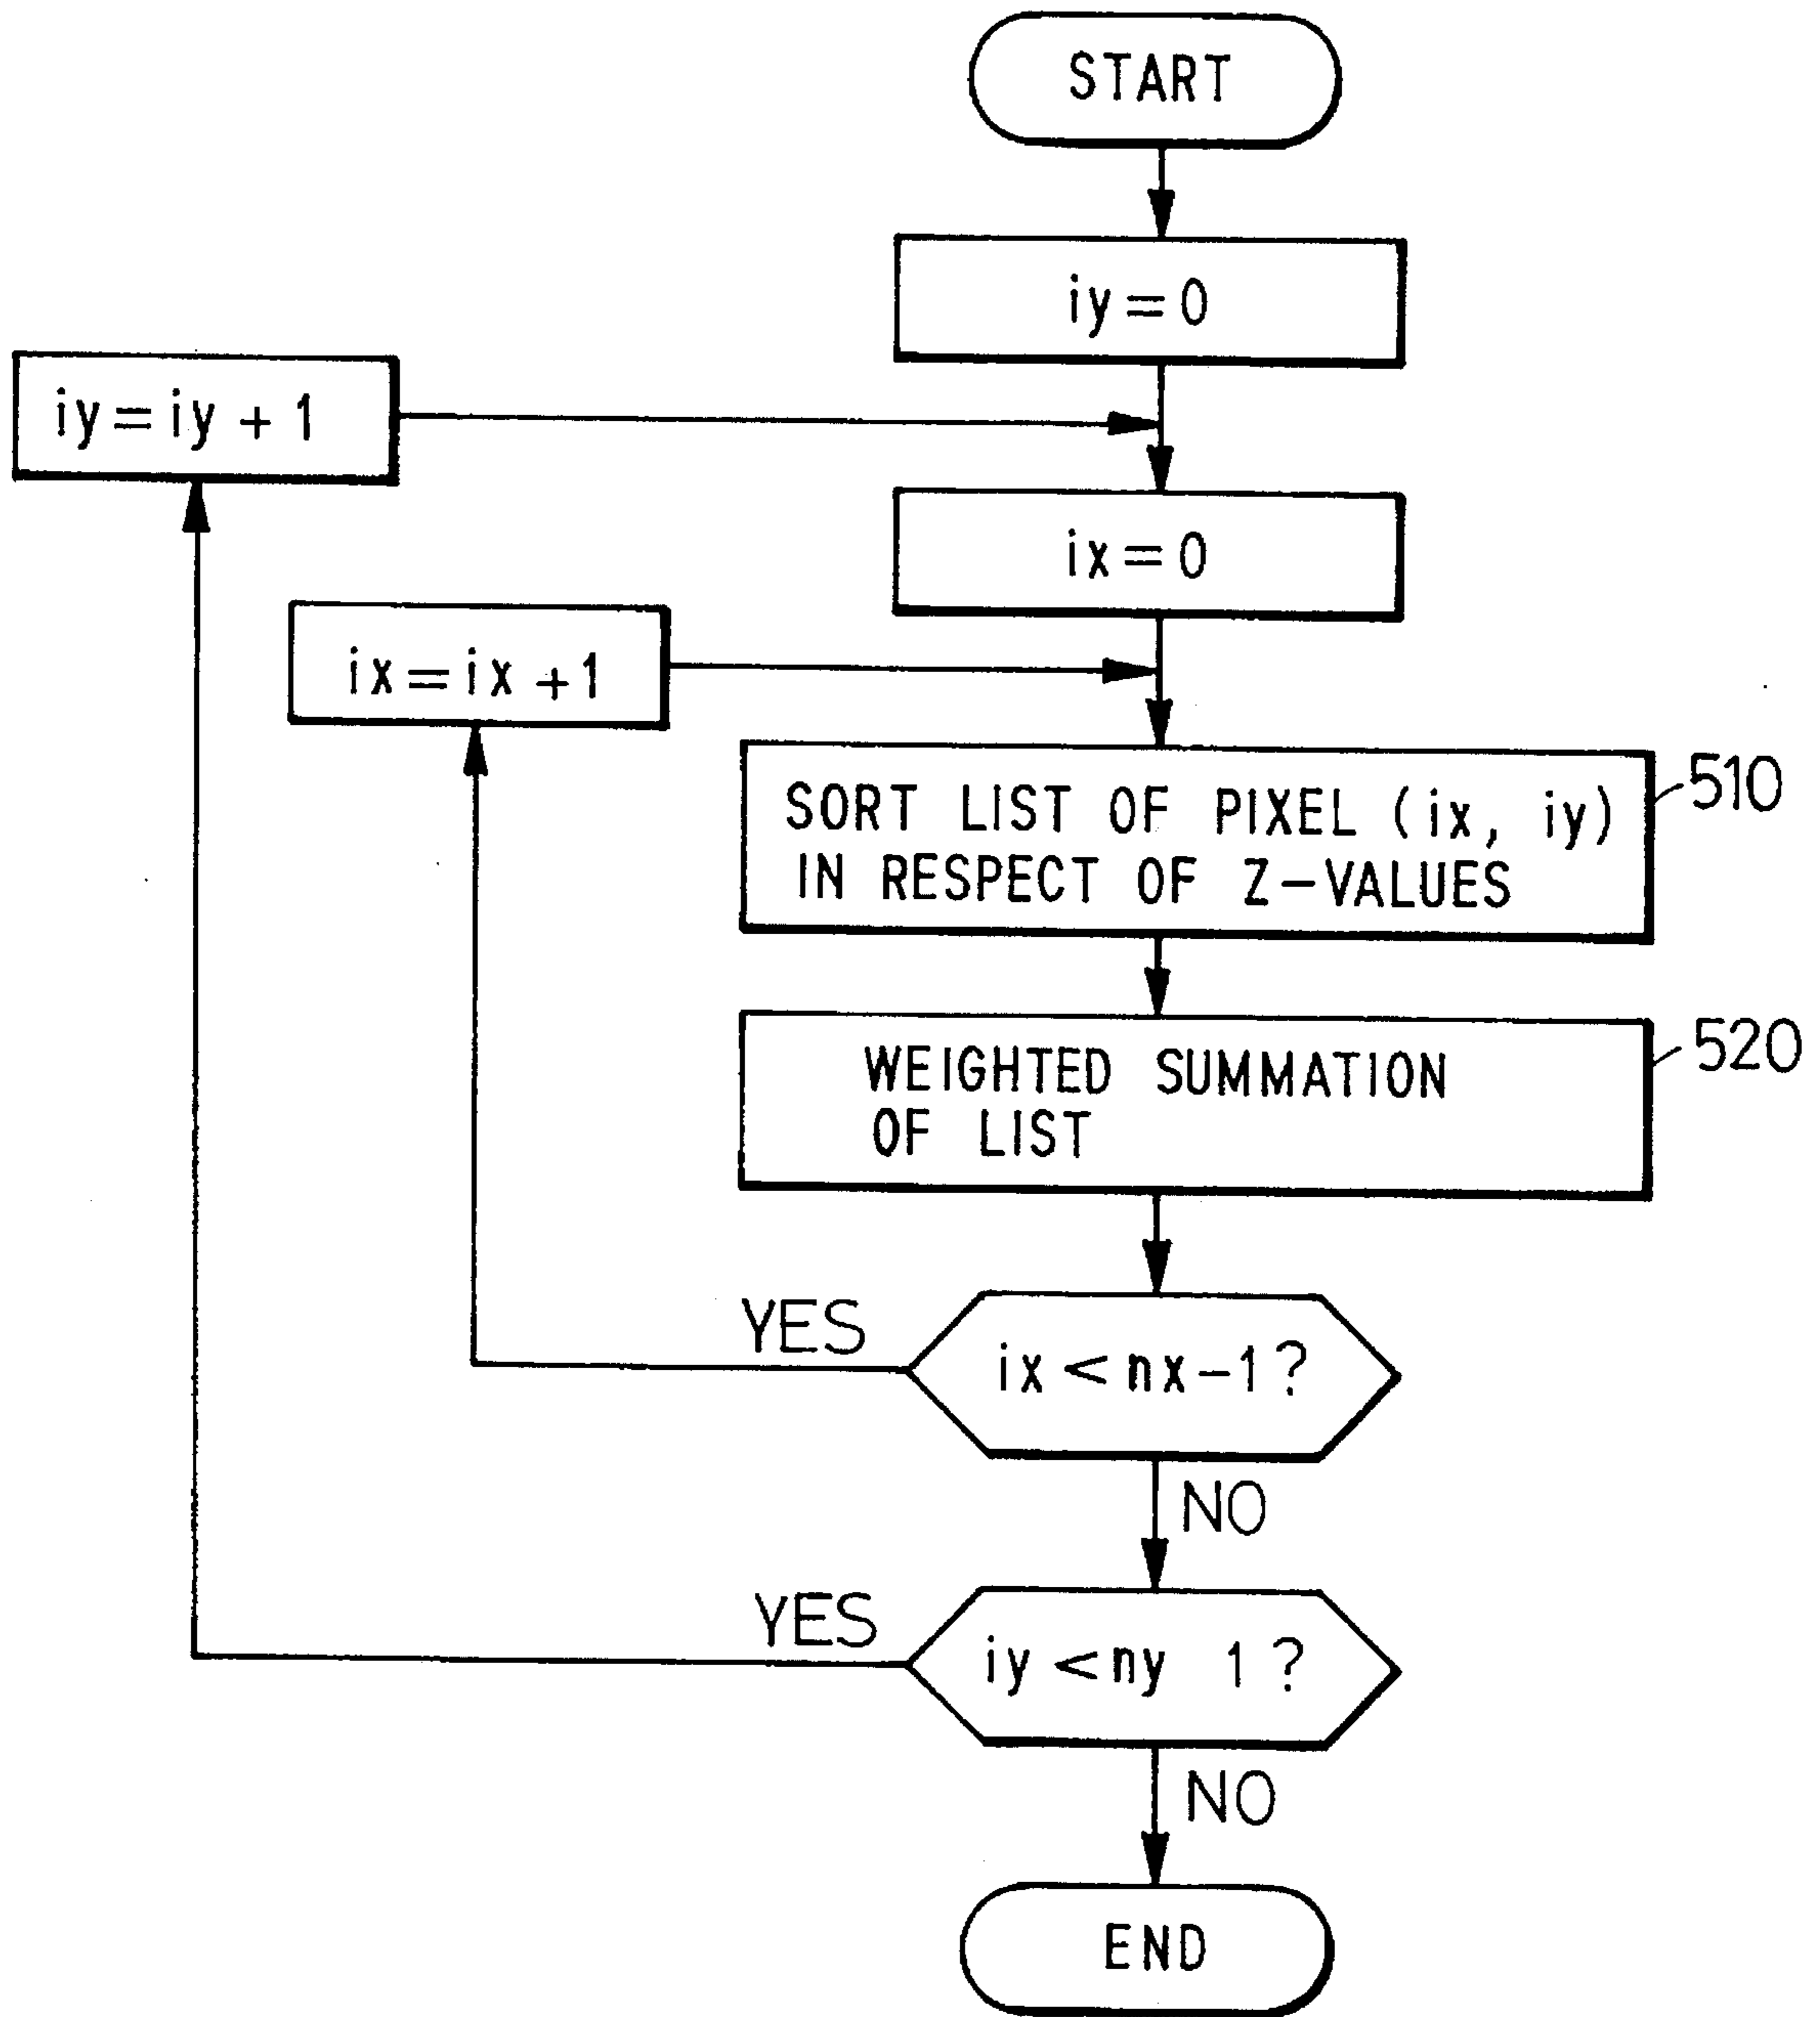 START
iy=0
iy=iy + 1
ix=0
ix=ix +1
SORT LIST OF PIXEL (ix, iy)
IN RESPECT OF Z-VALUES
510
WEIGHTED SUMMATION
OF LIST
520
YES
ix < nx-1?
NO
YES
iy < ny 1?
NO
END